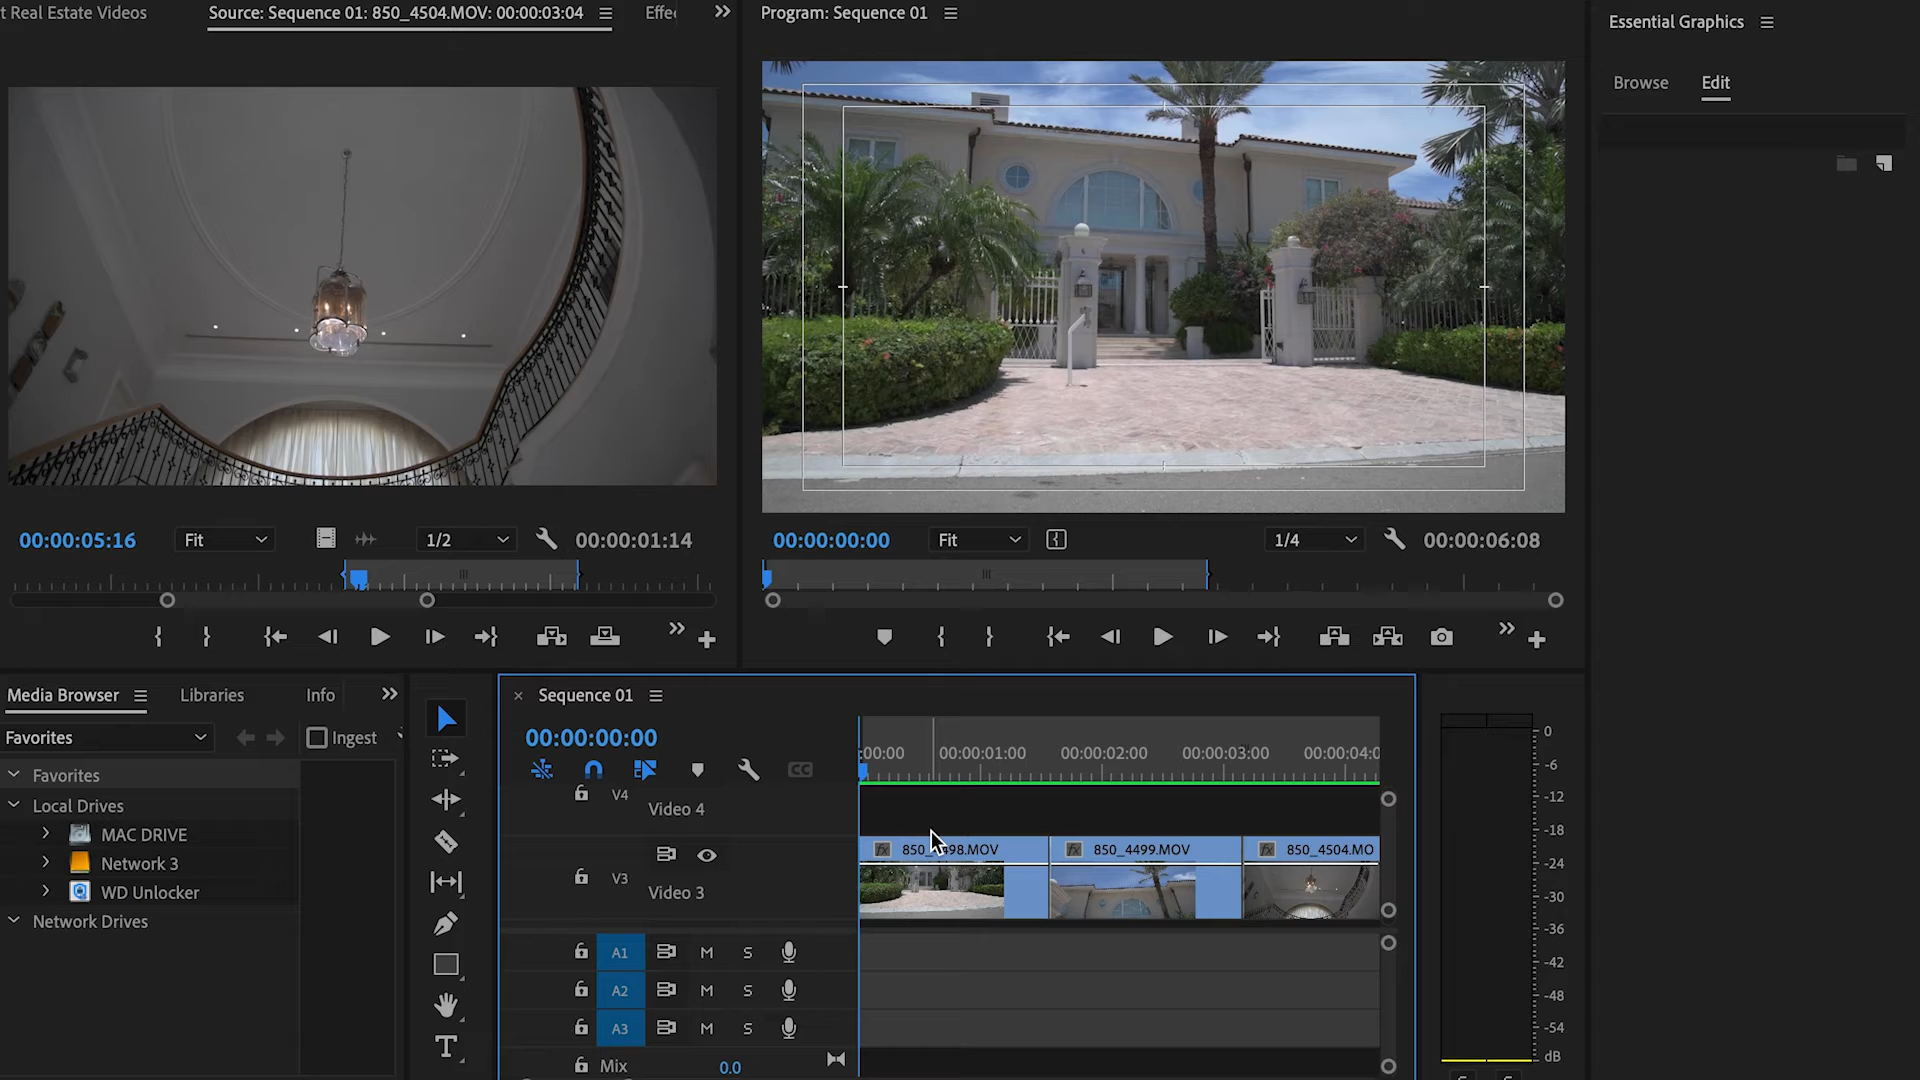 t Real Estate Videos
Source: Sequence 01: 850_4504.MOV: 00:00:03:04
Effe
Program: Sequence 01
Essential Graphics
Browse
Edit
00:00:05:16
Fit
1/2
00:00:01:14
00:00:00:00
Fit
1/4
00:00:06:08
Media Browser
Libraries
Info
Favorites
Ingest
Favorites
Local Drives
MAC DRIVE
Network 3
WD Unlocker
Network Drives
Sequence 01
00:00:00:00
CC
:00:00
00:00:01:00
00:00:02:00
00:00:03:00
00:00:04:0
V4
Video 4
V3
Video 3
fx
fx 850_4499.MOV
fx 850_4504.MO
A1 M S
A2 M S
A3 M S
Mix
0.0
T
0
-6
-12
-18
-24
-30
-36
-42
-48
-54
dB